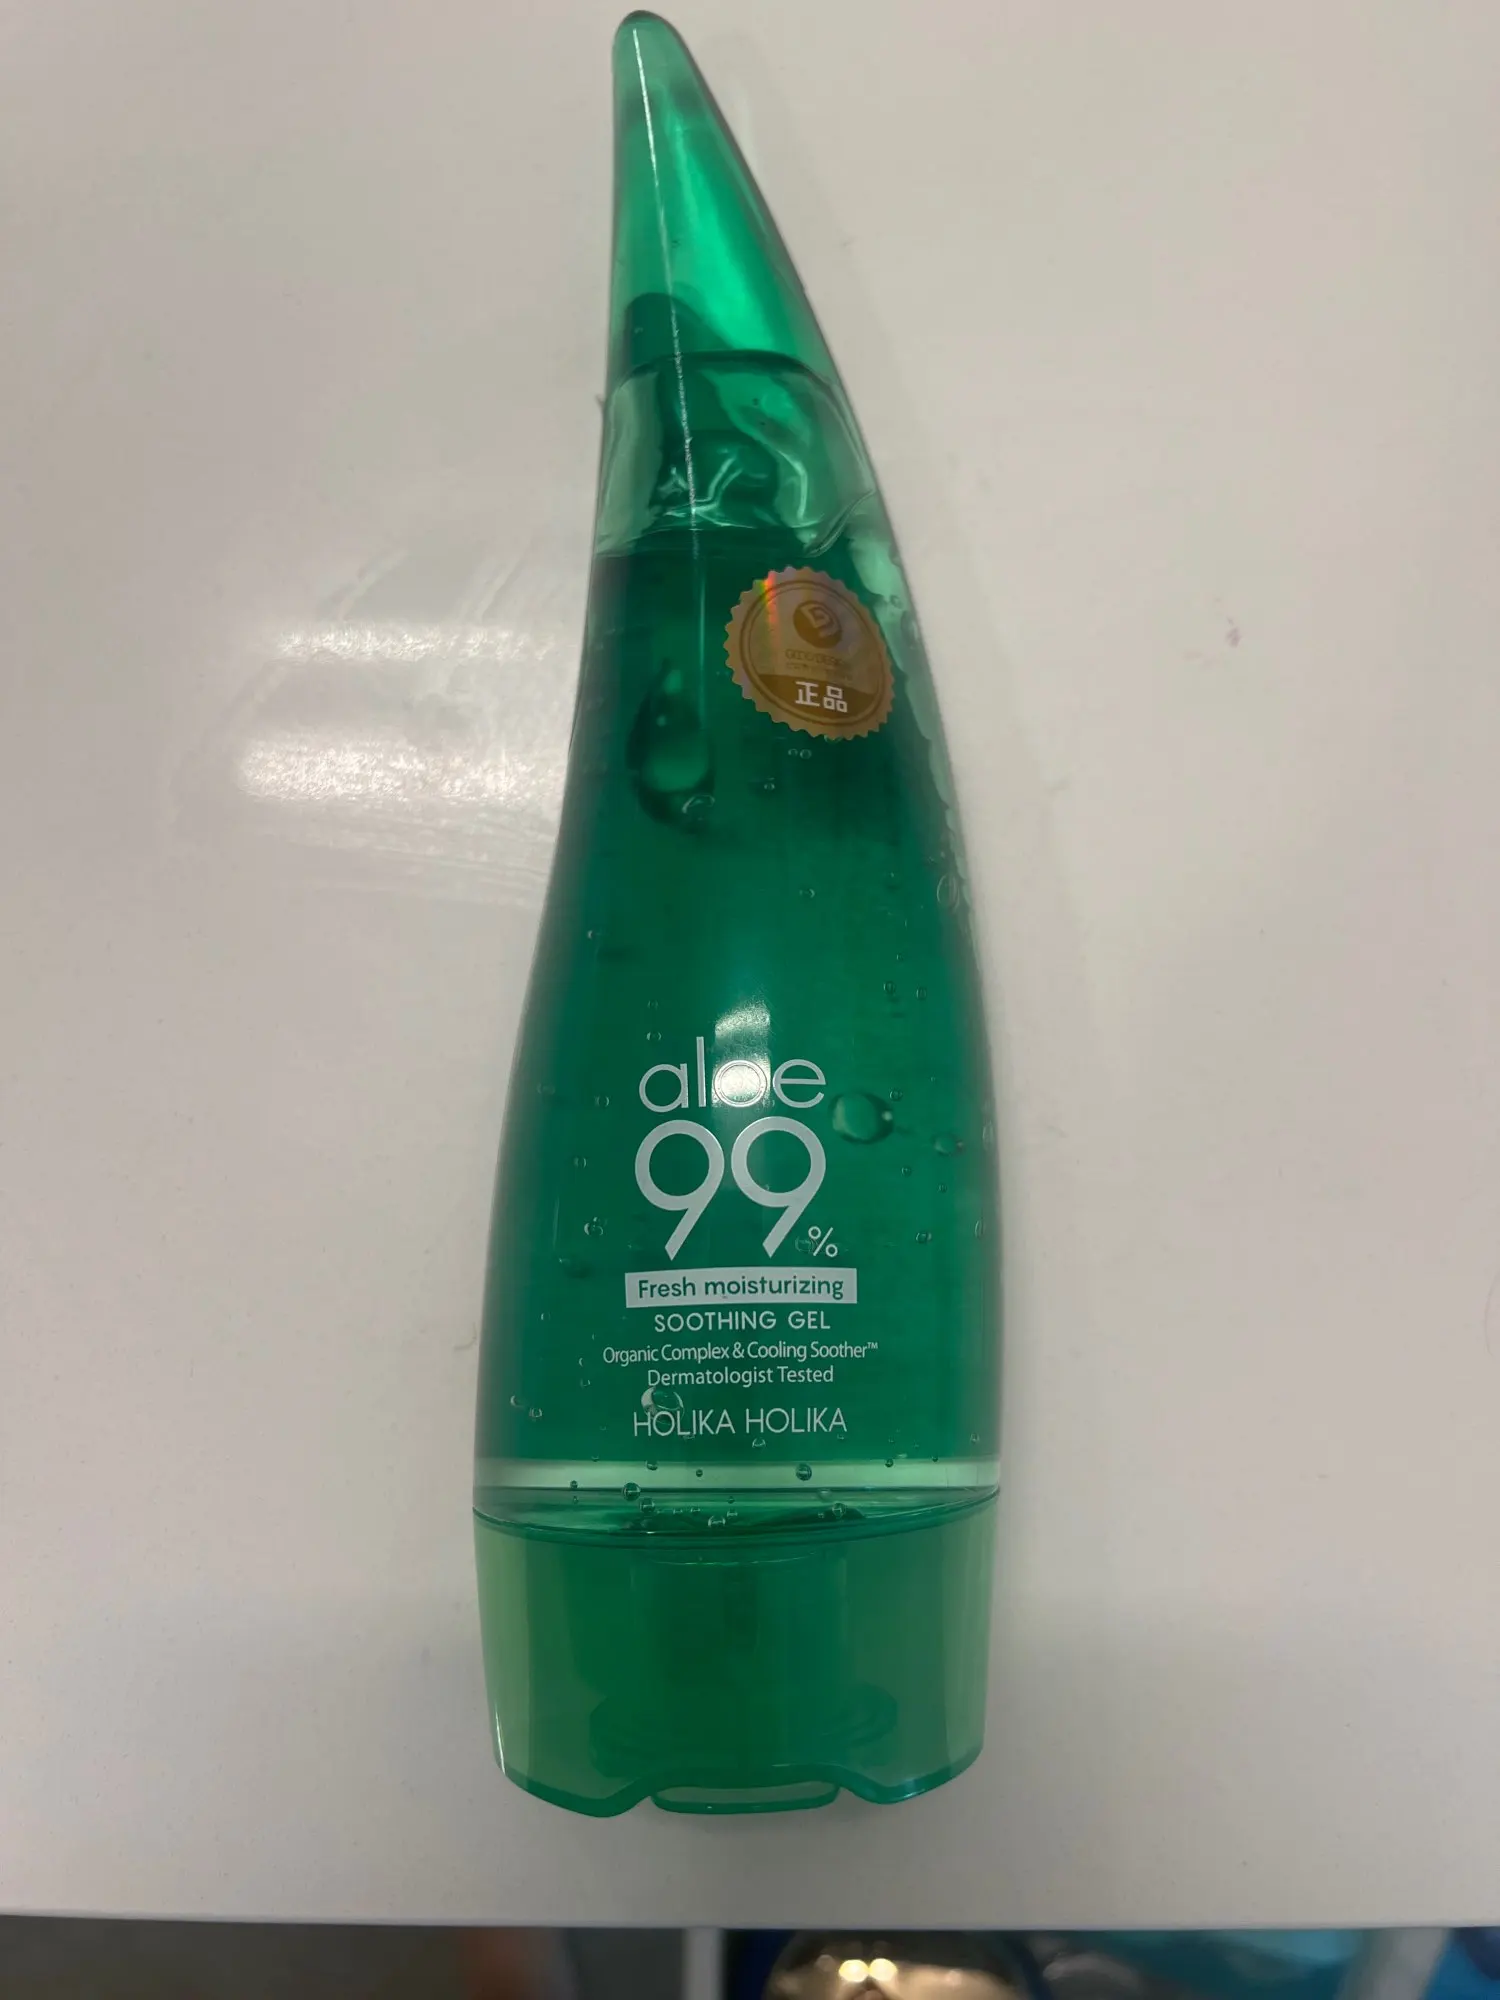 正品
aloe
99%
Fresh moisturizing
SOOTHING GEL
Organic Complex & Cooling Soother™
Dermatologist Tested
HOLIKA HOLIKA